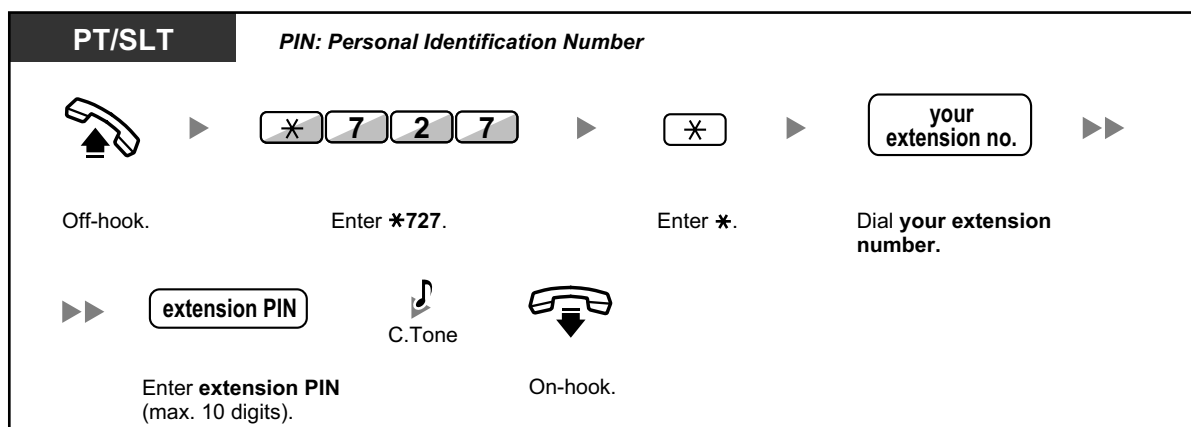 PT/SLT
PIN: Personal Identification Number
* 7 2 7
*
your
extension no.
Off-hook.
Enter *727.
Enter *.
Dial your extension
number.
extension PIN
C.Tone
Enter extension PIN
(max. 10 digits).
On-hook.